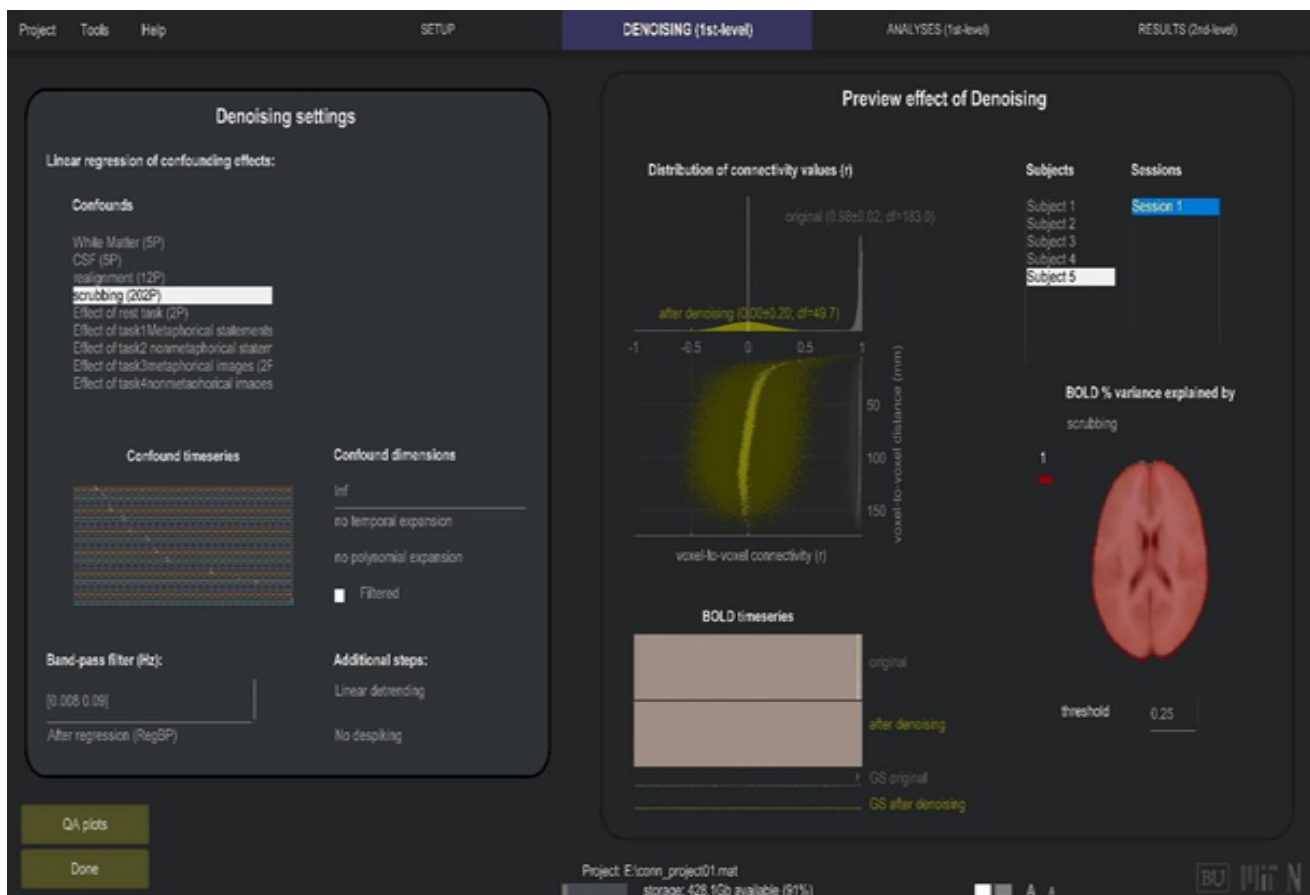 Project Tools Help SETUP DENOISING (1st-level) ANALYSES (1st-level) RESULTS (2nd-level)
Denoising settings
Linear regression of confounding effects:
Confounds
White Matter (5P)
CSF (5P)
realignment (12P)
scrubbing (202P)
Effect of rest task (2P)
Effect of task1Metaphorical statements
Effect of task2 nonmetaphorical statem
Effect of task3metaphorical images (2P
Effect of task4nonmetaphorical images
Confound timeseries
Confound dimensions
Inf
no temporal expansion
no polynomial expansion
Filtered
Band-pass filter (Hz):
[0.008 0.09]
After regression (RegBP)
Additional steps:
Linear detrending
No despiking
QA plots
Done
Preview effect of Denoising
Distribution of connectivity values (r)
original (0.98±0.02; df=183.0)
after denoising (0.00±0.20; df=49.7)
-1 -0.5 0 0.5 1
50
100
150
voxel-to-voxel distance (mm)
voxel-to-voxel connectivity (r)
Subjects
Subject 1
Subject 2
Subject 3
Subject 4
Subject 5
Sessions
Session 1
BOLD % variance explained by
scrubbing
1
threshold 0.25
BOLD timeseries
original
after denoising
GS original
GS after denoising
Project: E:\conn_project01.mat
storage: 428.1Gb available (91%)
A A
BU MIT N